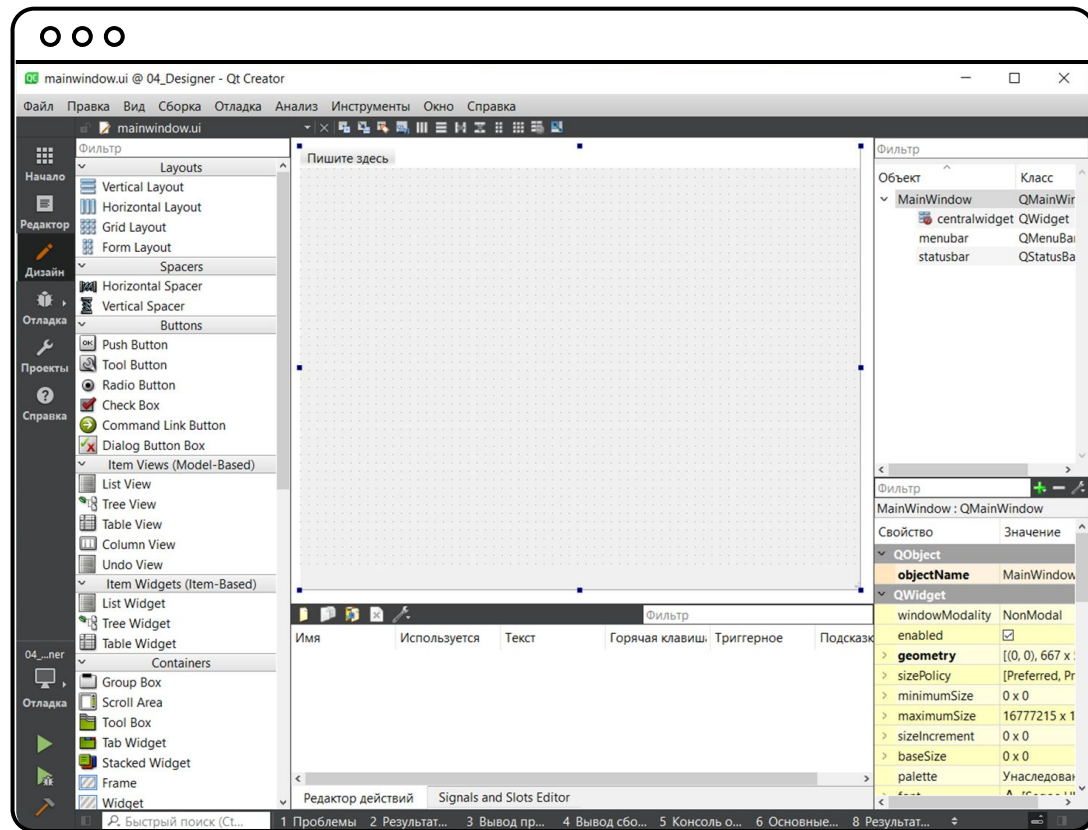 mainwindow.ui @ 04_Designer - Qt Creator
Файл Правка Вид Сборка Отладка Анализ Инструменты Окно Справка
mainwindow.ui
Начало
Редактор
Дизайн
Отладка
Проекты
Справка
04_...ner
Отладка
Фильтр
Layouts
Vertical Layout
Horizontal Layout
Grid Layout
Form Layout
Spacers
Horizontal Spacer
Vertical Spacer
Buttons
Push Button
Tool Button
Radio Button
Check Box
Command Link Button
Dialog Button Box
Item Views (Model-Based)
List View
Tree View
Table View
Column View
Undo View
Item Widgets (Item-Based)
List Widget
Tree Widget
Table Widget
Containers
Group Box
Scroll Area
Tool Box
Tab Widget
Stacked Widget
Frame
Widget
Пишите здесь
Фильтр
Имя Используется Текст Горячая клавиш Триггерное Подсказк
Редактор действий Signals and Slots Editor
Фильтр
Объект Класс
MainWindow QMainWir
centralwidget QWidget
menubar QMenuBa
statusbar QStatusBa
Фильтр
MainWindow : QMainWindow
Свойство Значение
QObject
objectName MainWindow
QWidget
windowModality NonModal
enabled
geometry [(0, 0), 667 x
sizePolicy [Preferred, Pr
minimumSize 0 x 0
maximumSize 16777215 x 1
sizeIncrement 0 x 0
baseSize 0 x 0
palette Унаследова
Быстрый поиск (Ct... 1 Проблемы 2 Результат... 3 Вывод пр... 4 Вывод сбо... 5 Консоль о... 6 Основные... 8 Результат...